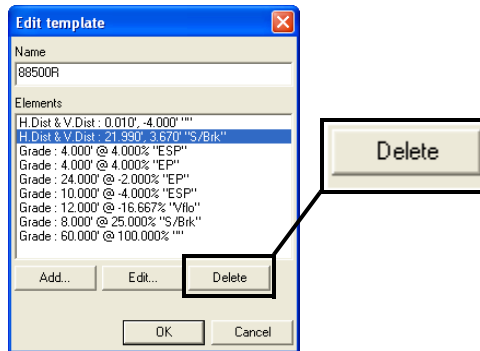 Edit template
Name
88500R
Elements
H.Dist & V.Dist : 0.010', -4.000' ""
H.Dist & V.Dist : 21.990', 3.670' "S/Brk"
Grade : 4.000' @ 4.000% "ESP"
Grade : 4.000' @ 4.000% "EP"
Grade : 24.000' @ -2.000% "EP"
Grade : 10.000' @ -4.000% "ESP"
Grade : 12.000' @ -16.667% "Vflo"
Grade : 8.000' @ 25.000% "S/Brk"
Grade : 60.000' @ 100.000% ""
Add... Edit... Delete
Delete
OK Cancel